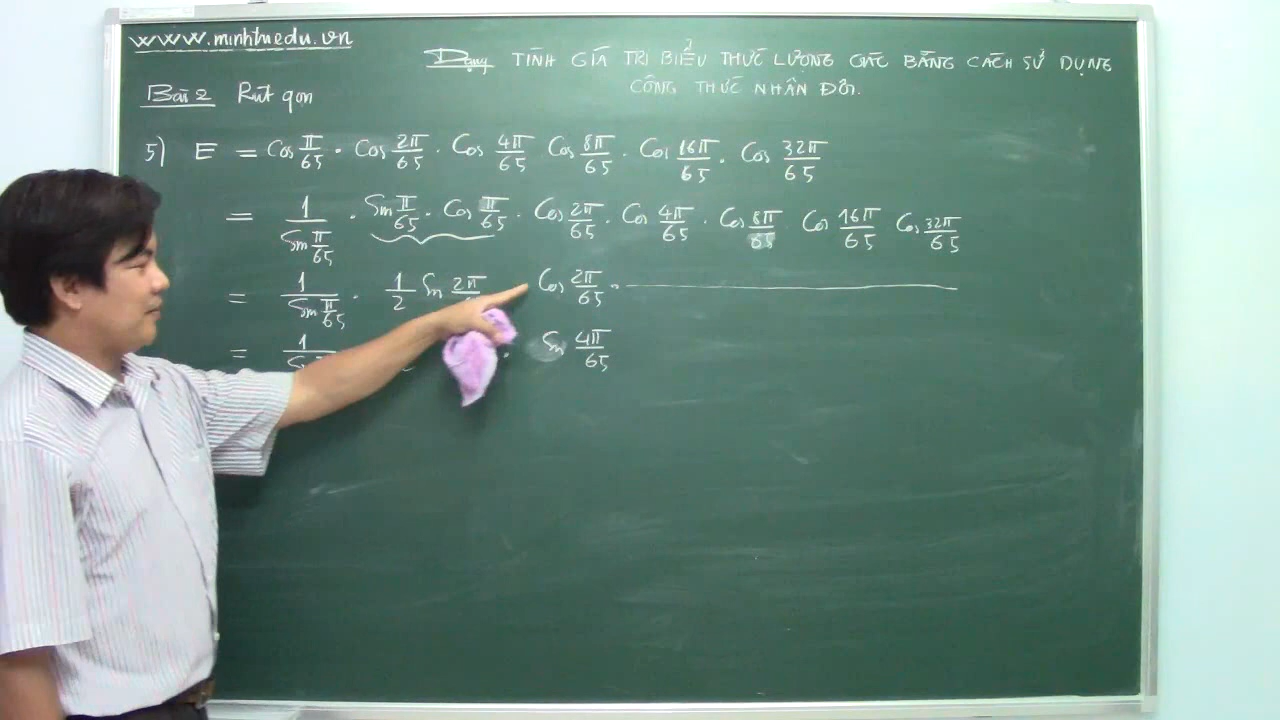 www.minhtuedu.vn
Dạng TÍNH GIÁ TRỊ BIỂU THỨC LƯỢNG GIÁC BẰNG CÁCH SỬ DỤNG
CÔNG THỨC NHÂN ĐÔI.
Bài 2 Rút gọn
5) E = Cos π/65 . Cos 2π/65 . Cos 4π/65 Cos 8π/65 . Cos 16π/65 . Cos 32π/65
= 1/Sin π/65 . Sin π/65 . Cos π/65 . Cos 2π/65 . Cos 4π/65 . Cos 8π/65 Cos 16π/65 Cos 32π/65
= 1/Sin π/65 . 1/2 Sin 2π Cos 2π/65 .
= 1 . Sin 4π/65